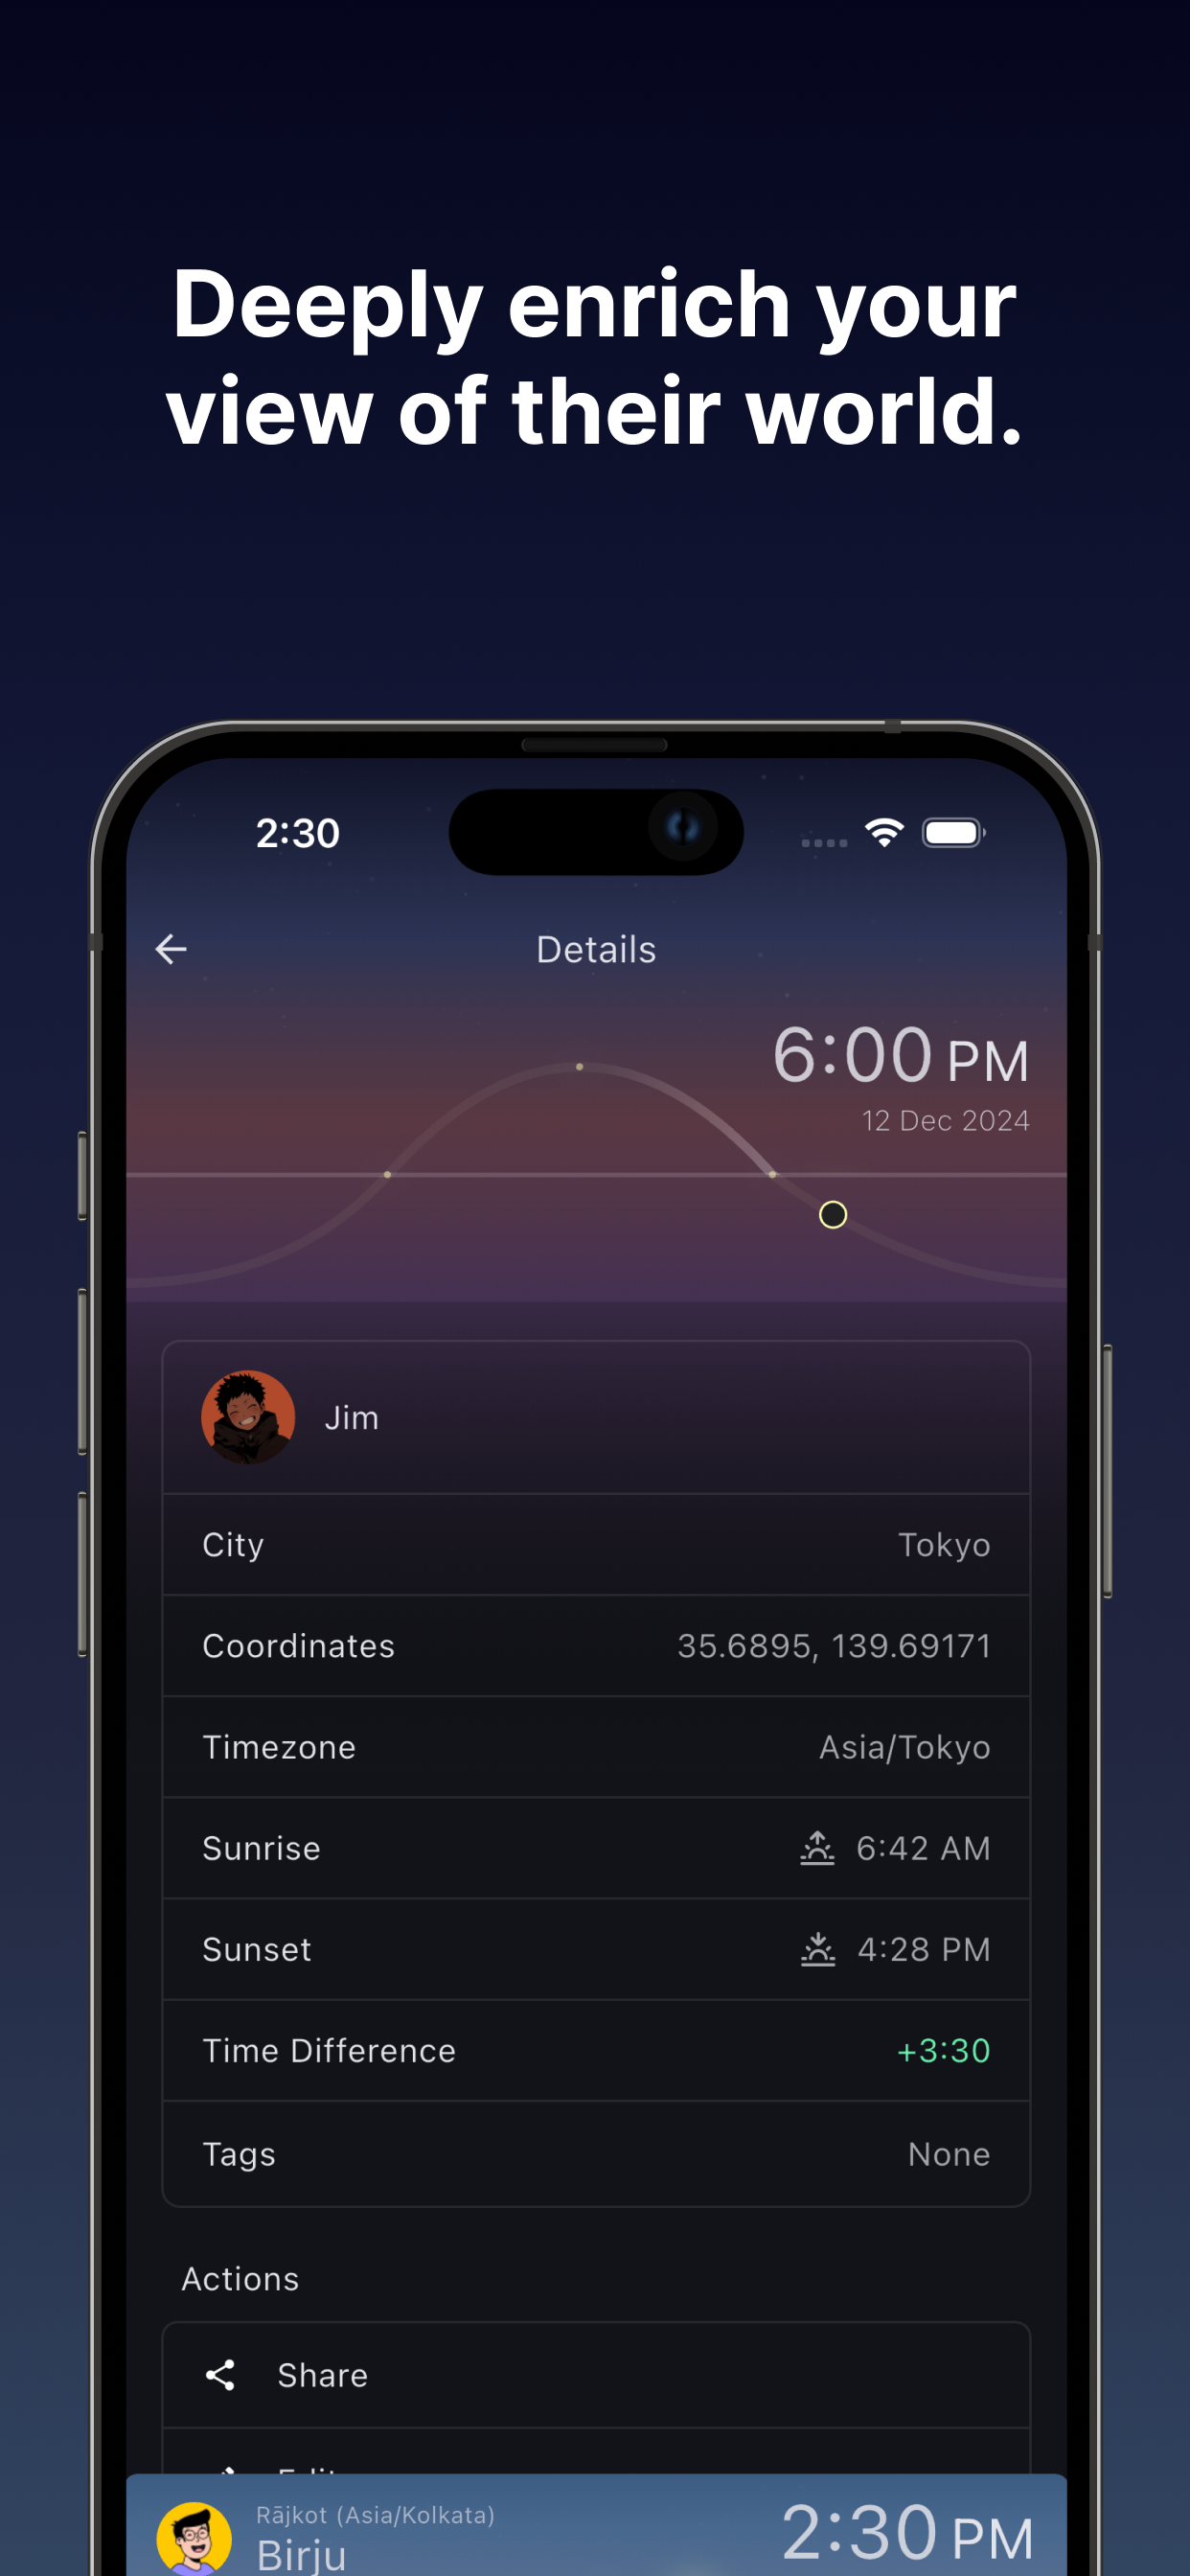 Deeply enrich your
view of their world.
2:30
Details
6:00 PM
12 Dec 2024
Jim
City Tokyo
Coordinates 35.6895, 139.69171
Timezone Asia/Tokyo
Sunrise 6:42 AM
Sunset 4:28 PM
Time Difference +3:30
Tags None
Actions
Share
Edit
Rājkot (Asia/Kolkata)
Birju
2:30 PM